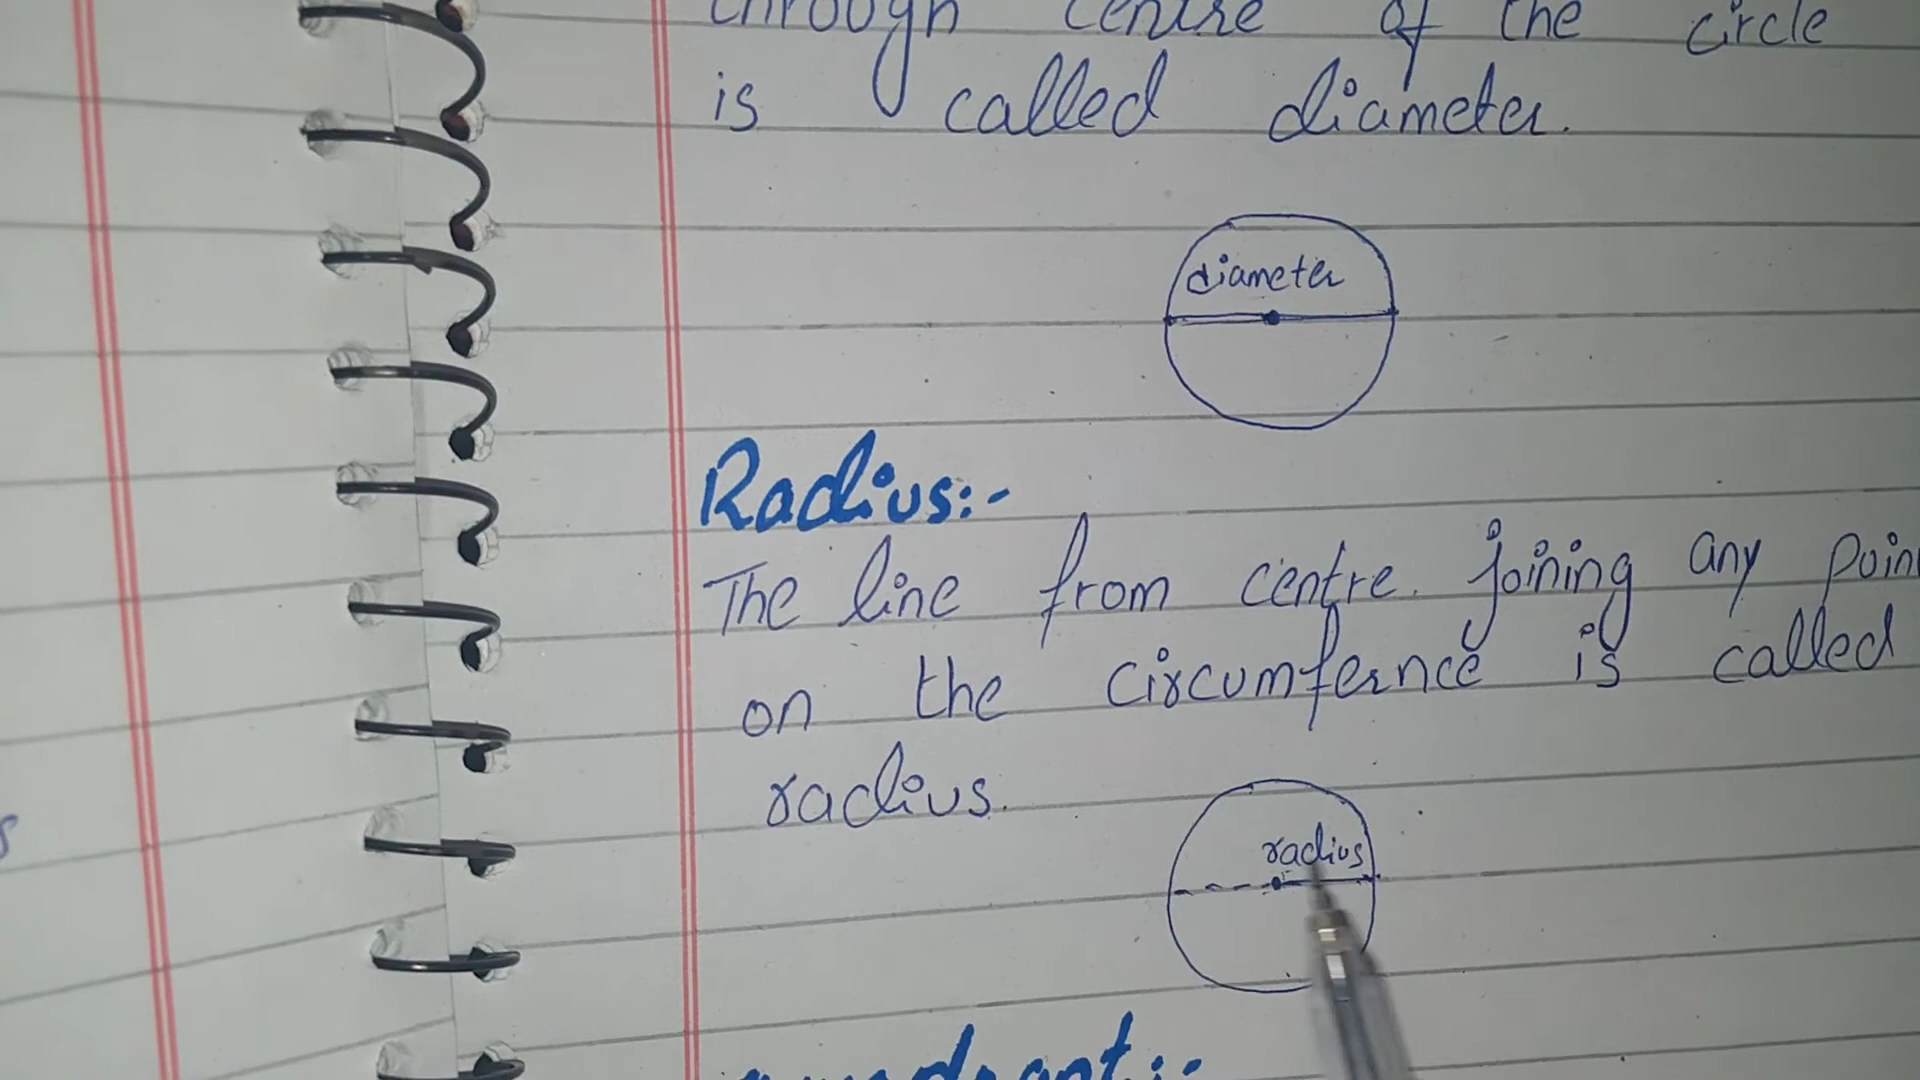 through centre of the circle
is called diameter.
diameter
Radius:-
The line from centre. joining any poin
on the circumfernce is called
radius.
radius
quadrant:-